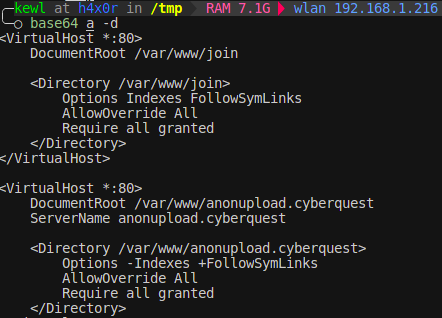 kewl at h4x0r in /tmp RAM 7.1G wlan 192.168.1.216
base64 a -d
<VirtualHost *:80>
    DocumentRoot /var/www/join

    <Directory /var/www/join>
        Options Indexes FollowSymLinks
        AllowOverride All
        Require all granted
    </Directory>
</VirtualHost>

<VirtualHost *:80>
    DocumentRoot /var/www/anonupload.cyberquest
    ServerName anonupload.cyberquest

    <Directory /var/www/anonupload.cyberquest>
        Options -Indexes +FollowSymLinks
        AllowOverride All
        Require all granted
    </Directory>